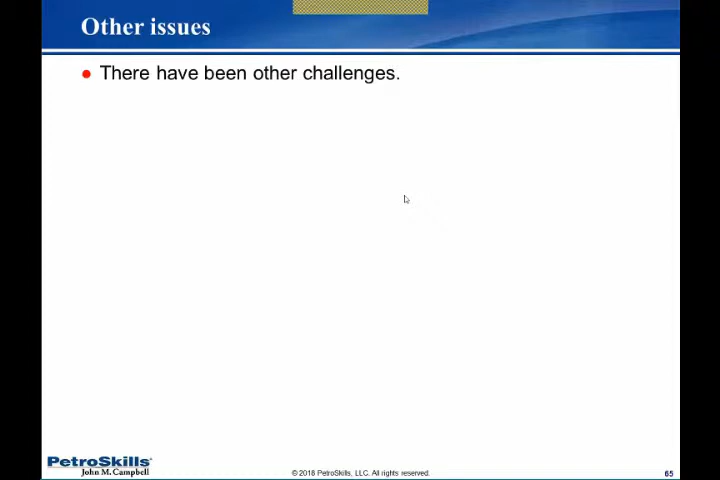 Other issues
There have been other challenges.
PetroSkills
John M. Campbell
© 2018 PetroSkills, LLC. All rights reserved.
65